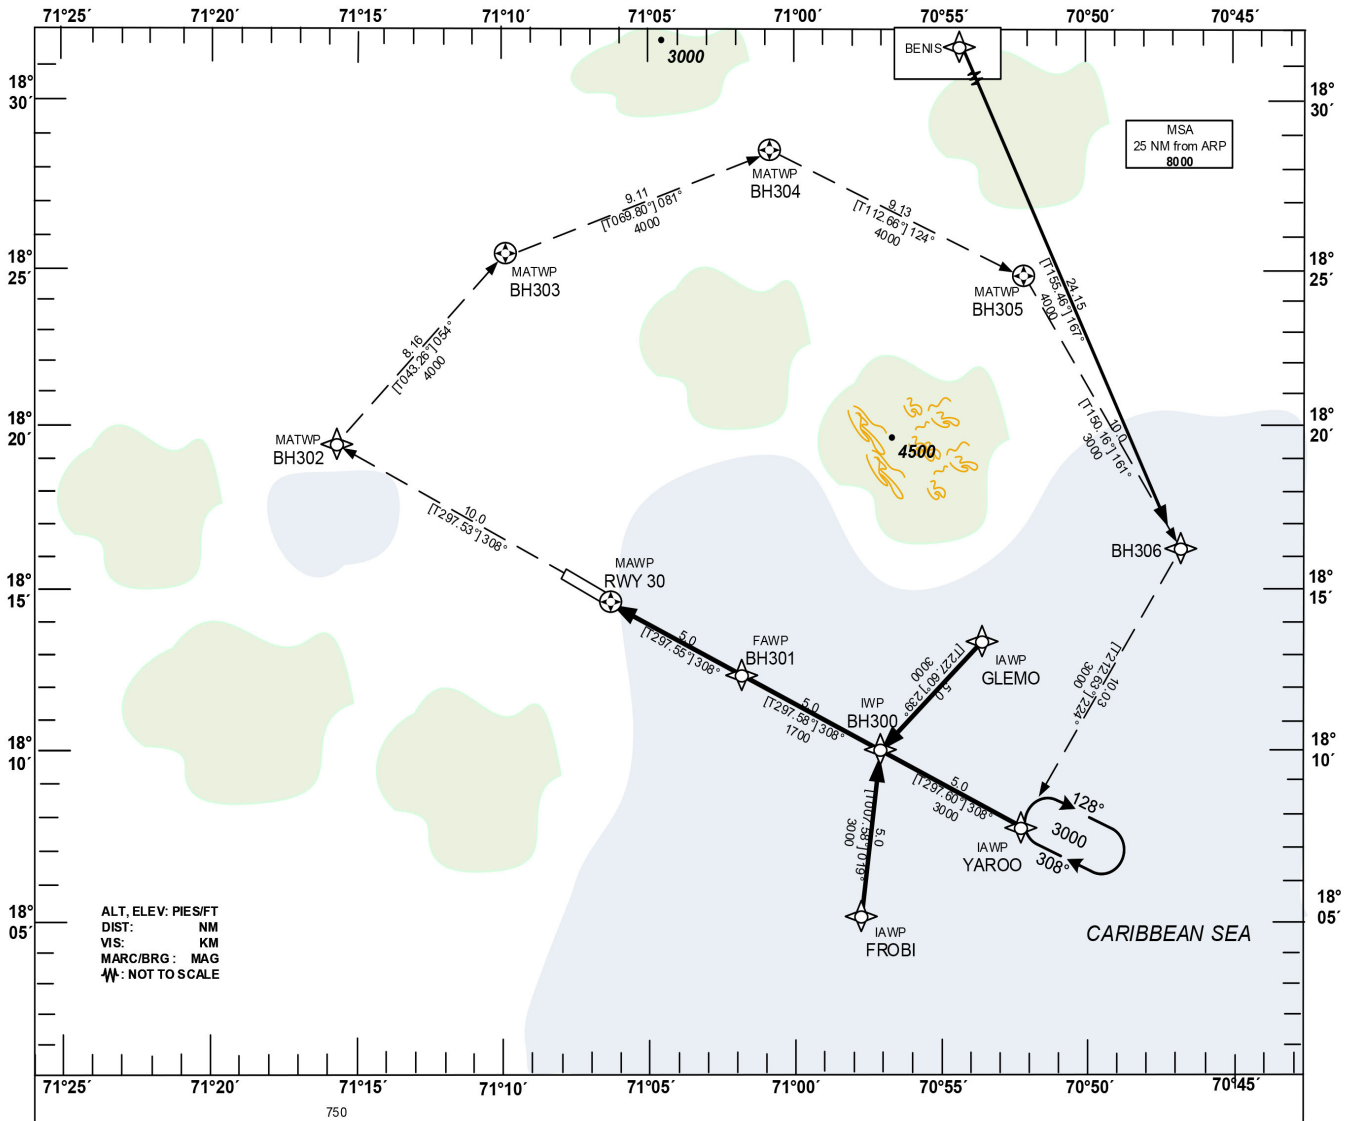 71°25´ 71°20´ 71°15´ 71°10´ 71°05´ 71°00´ 70°54´ 70°50´ 70°45´
3000
BENIS
18°
30´
18°
30´
MSA
25 NM from ARP
8000
MATWP
BH304
9.11
[T069.80°] 081°
4000
9.13
[T112.66°] 124°
4000
18°
25´
MATWP
BH303
MATWP
BH305
24.15
[T155.46°] 167°
4000
18°
25´
8.16
[T043.26°] 054°
4000
18°
20´
MATWP
BH302
4500
10.0
[T150.16°] 161°
3000
18°
20´
10.0
[T297.53°] 308°
BH306
18°
15´
MAWP
RWY 30
18°
15´
5.0
[T297.55°] 308°
FAWP
BH301
IAWP
GLEMO
5.0
[T227.60°] 239°
3000
10.03
[T212.63°] 224°
3000
5.0
[T297.58°] 308°
1700
IWP
BH300
18°
10´
18°
10´
5.0
[T297.60°] 308°
3000
128°
3000
308°
IAWP
YAROO
5.0
[T007.58°] 019°
3000
18°
05´
18°
05´
IAWP
FROBI
CARIBBEAN SEA
ALT, ELEV: PIES/FT
DIST: NM
VIS: KM
MARC/BRG : MAG
: NOT TO SCALE
71°25´ 71°20´ 71°15´ 71°10´ 71°05´ 71°00´ 70°55´ 70°50´ 70°45´
750